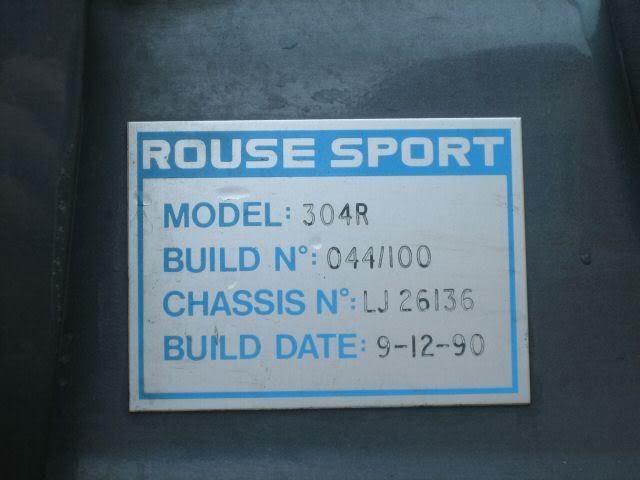 ROUSE SPORT
MODEL: 304R
BUILD N°: 044/100
CHASSIS N°: LJ 26136
BUILD DATE: 9-12-90